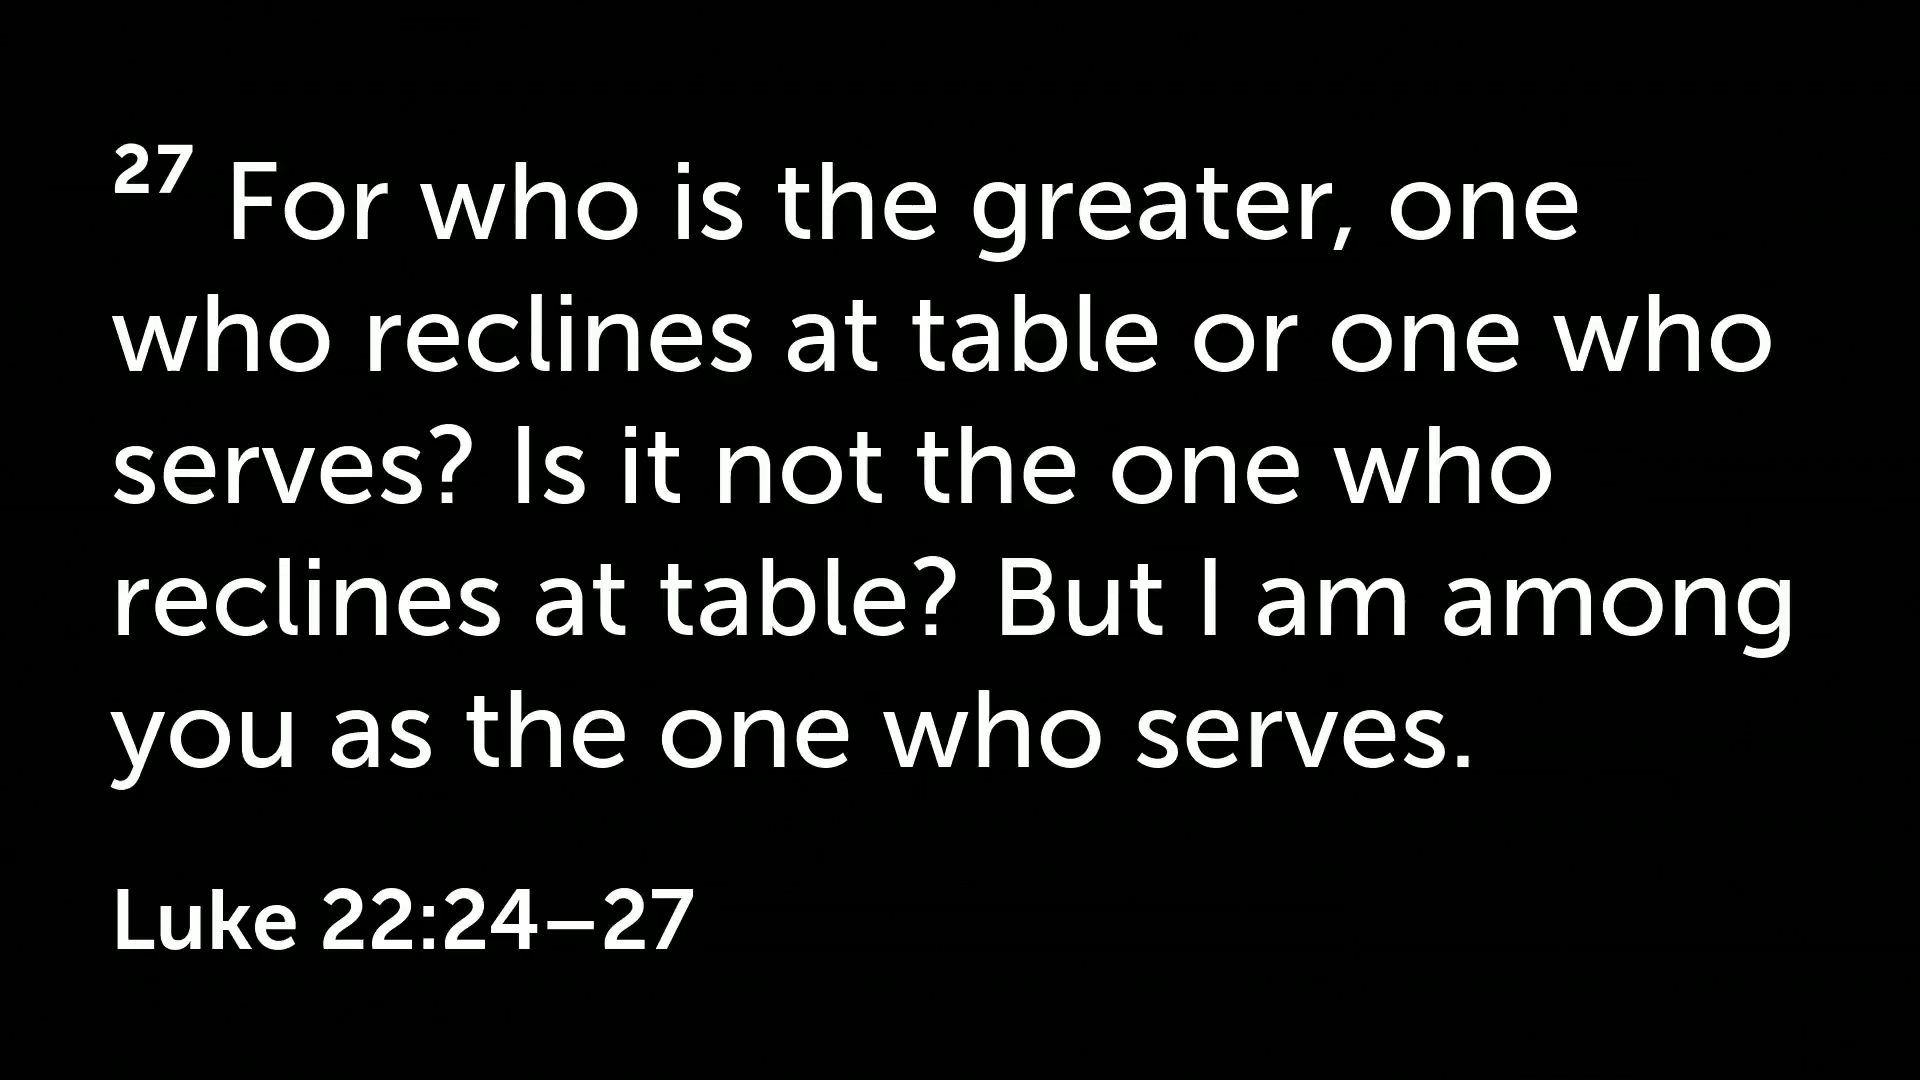 27 For who is the greater, one
who reclines at table or one who
serves? Is it not the one who
reclines at table? But I am among
you as the one who serves.
Luke 22:24–27